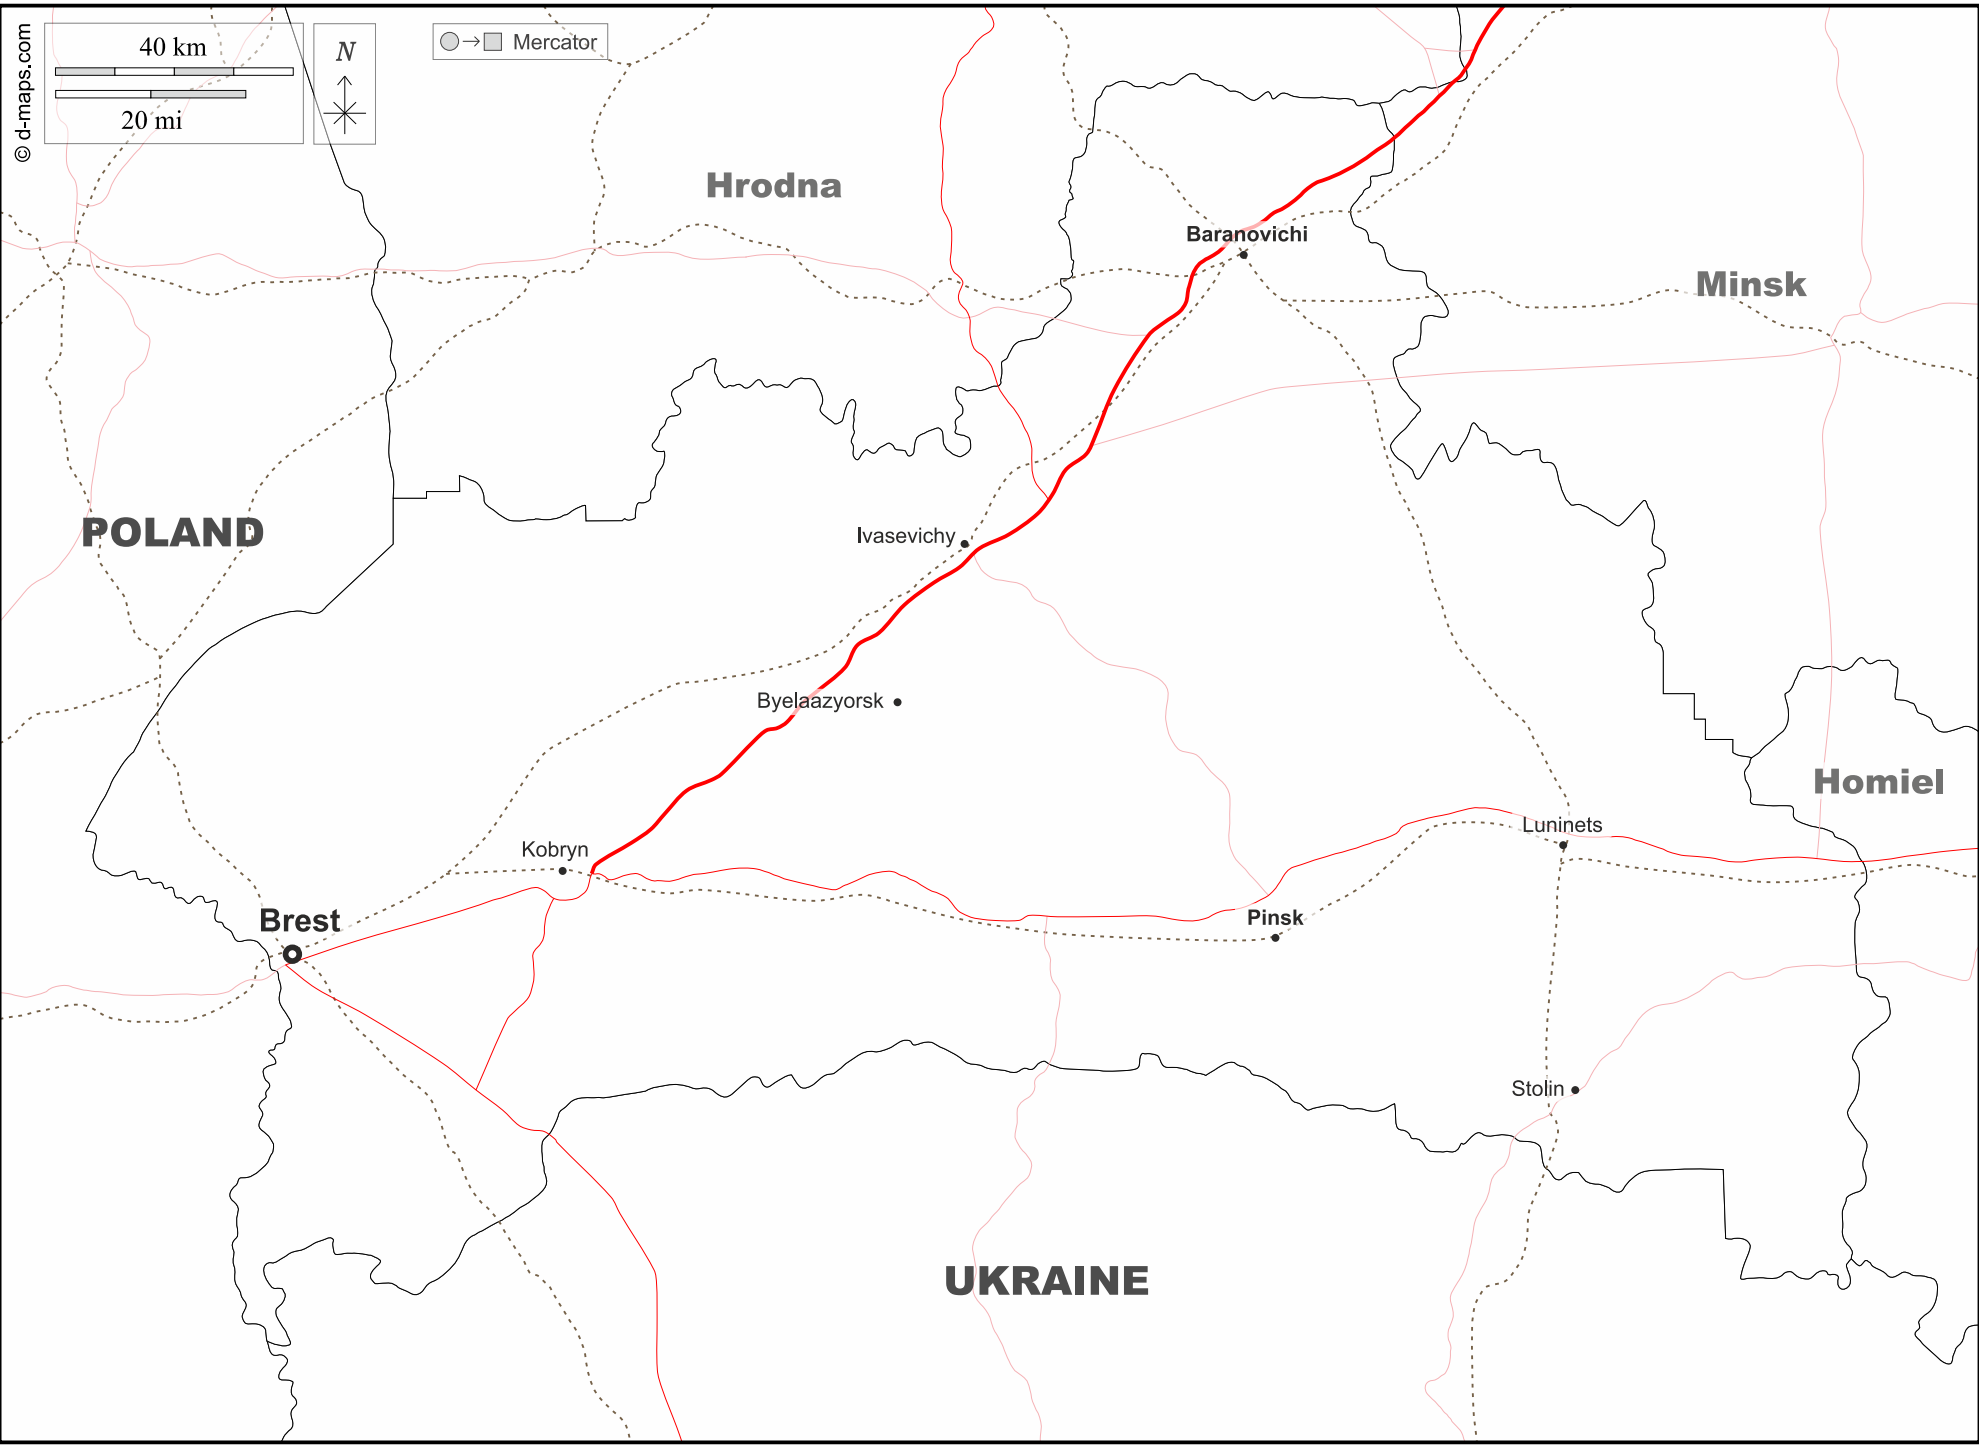 © d-maps.com
40 km
20 mi
N
Mercator
Hrodna
Baranovichi
Minsk
POLAND
Ivasevichy
Byelaazyorsk
Homiel
Luninets
Kobryn
Brest
Pinsk
Stolin
UKRAINE